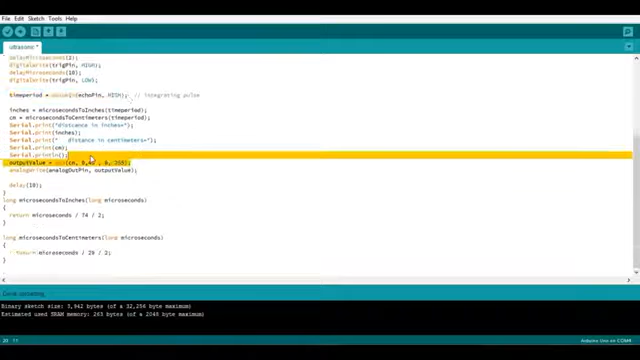 File Edit Sketch Tools Help
ultrasonic
delayMicroseconds(2);
digitalWrite(trigPin, HIGH);
delayMicroseconds(10);
digitalWrite(trigPin, LOW);
timeperiod = pulseIn(echoPin, HIGH); // integrating pulse
inches = microsecondsToInches(timeperiod);
cm = microsecondsToCentimeters(timeperiod);
Serial.print("distcance in inches=");
Serial.print(inches);
Serial.print(" distance in centimeters=");
Serial.print(cm);
Serial.println();
outputValue = (cm, 0, , 0, 255);
analogWrite(analogOutPin, outputValue);
delay(10);
long microsecondsToInches(long microseconds)
{
return microseconds / 74 / 2;
}
long microsecondsToCentimeters(long microseconds)
{
return microseconds / 29 / 2;
}
Done compiling
Binary sketch size: 3,942 bytes (of a 32,256 byte maximum)
Estimated used SRAM memory: 263 bytes (of a 2048 byte maximum)
20 Arduino Uno on COM9